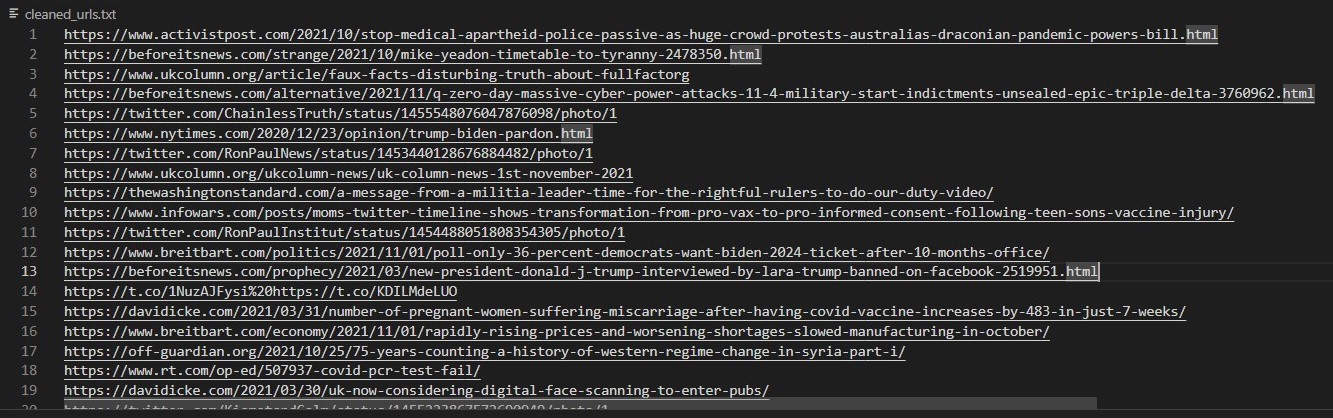 cleaned_urls.txt
1 https://www.activistpost.com/2021/10/stop-medical-apartheid-police-passive-as-huge-crowd-protests-australias-draconian-pandemic-powers-bill.html
2 https://beforeitsnews.com/strange/2021/10/mike-yeadon-timetable-to-tyranny-2478350.html
3 https://www.ukcolumn.org/article/faux-facts-disturbing-truth-about-fullfactorg
4 https://beforeitsnews.com/alternative/2021/11/q-zero-day-massive-cyber-power-attacks-11-4-military-start-indictments-unsealed-epic-triple-delta-3760962.html
5 https://twitter.com/ChainlessTruth/status/1455548076047876098/photo/1
6 https://www.nytimes.com/2020/12/23/opinion/trump-biden-pardon.html
7 https://twitter.com/RonPaulNews/status/1453440128676884482/photo/1
8 https://www.ukcolumn.org/ukcolumn-news/uk-column-news-1st-november-2021
9 https://thewashingtonstandard.com/a-message-from-a-militia-leader-time-for-the-rightful-rulers-to-do-our-duty-video/
10 https://www.infowars.com/posts/moms-twitter-timeline-shows-transformation-from-pro-vax-to-pro-informed-consent-following-teen-sons-vaccine-injury/
11 https://twitter.com/RonPaulInstitut/status/1454488051808354305/photo/1
12 https://www.breitbart.com/politics/2021/11/01/poll-only-36-percent-democrats-want-biden-2024-ticket-after-10-months-office/
13 https://beforeitsnews.com/prophecy/2021/03/new-president-donald-j-trump-interviewed-by-lara-trump-banned-on-facebook-2519951.html
14 https://t.co/1NuzAJFysi%20https://t.co/KDILMdeLUO
15 https://davidicke.com/2021/03/31/number-of-pregnant-women-suffering-miscarriage-after-having-covid-vaccine-increases-by-483-in-just-7-weeks/
16 https://www.breitbart.com/economy/2021/11/01/rapidly-rising-prices-and-worsening-shortages-slowed-manufacturing-in-october/
17 https://off-guardian.org/2021/10/25/75-years-counting-a-history-of-western-regime-change-in-syria-part-i/
18 https://www.rt.com/op-ed/507937-covid-pcr-test-fail/
19 https://davidicke.com/2021/03/30/uk-now-considering-digital-face-scanning-to-enter-pubs/
20